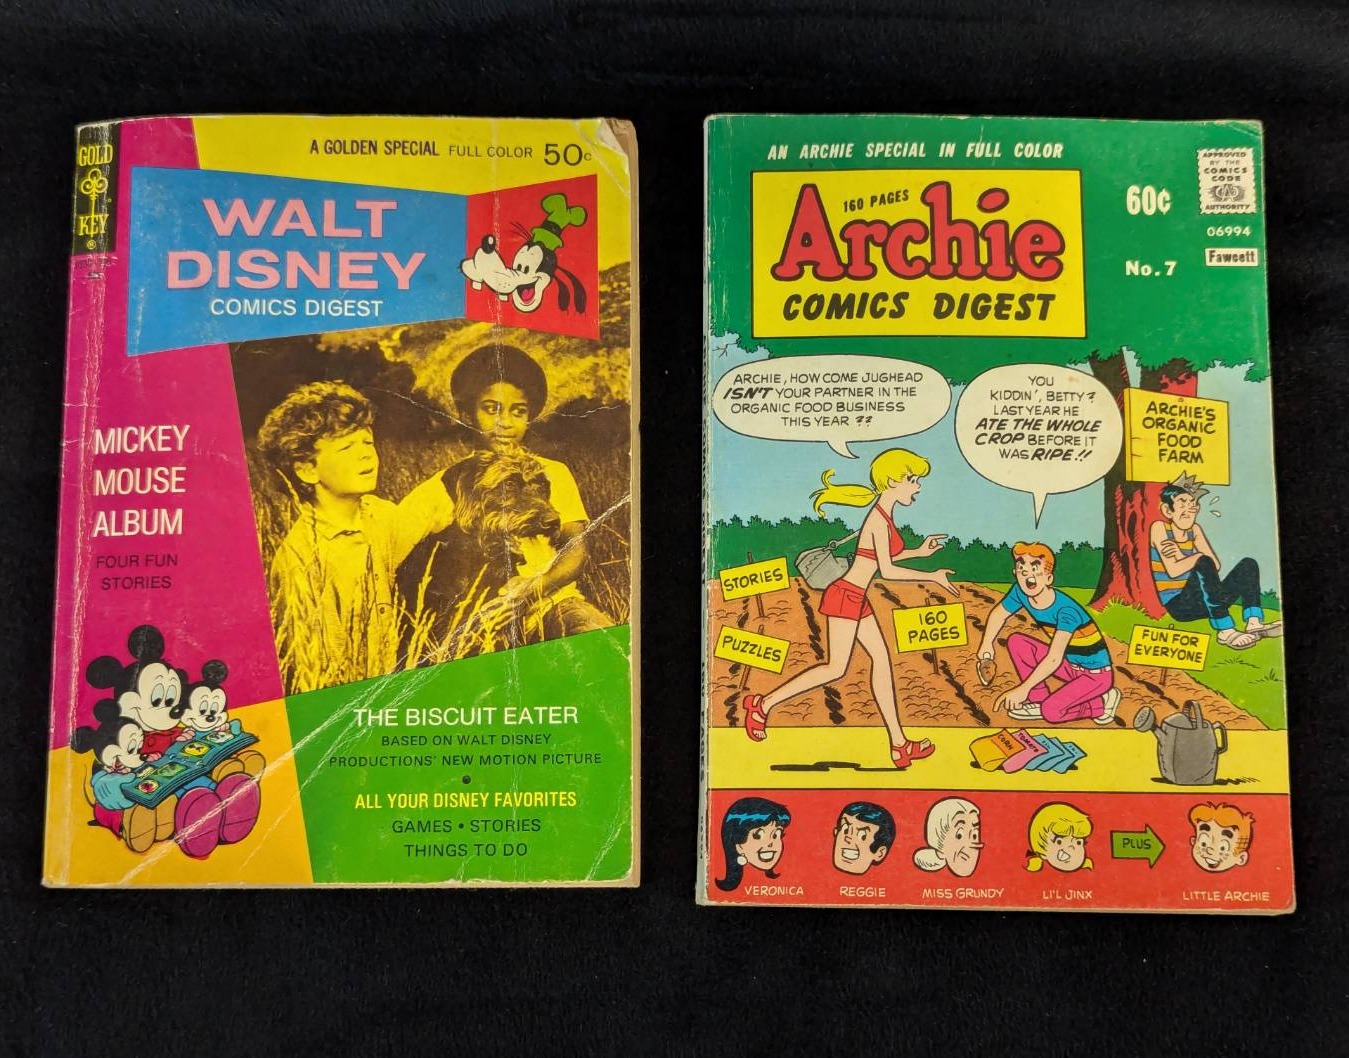 GOLD
KEY
®
A GOLDEN SPECIAL FULL COLOR 50c
WALT
DISNEY
COMICS DIGEST
MICKEY
MOUSE
ALBUM
FOUR FUN
STORIES
THE BISCUIT EATER
BASED ON WALT DISNEY
PRODUCTIONS' NEW MOTION PICTURE
•
ALL YOUR DISNEY FAVORITES
GAMES • STORIES
THINGS TO DO
AN ARCHIE SPECIAL IN FULL COLOR
160 PAGES
Archie
COMICS DIGEST
60¢
No. 7
APPROVED
BY THE
COMICS
CODE
AUTHORITY
06994
Fawcett
ARCHIE, HOW COME JUGHEAD
ISN'T YOUR PARTNER IN THE
ORGANIC FOOD BUSINESS
THIS YEAR ??
YOU
KIDDIN', BETTY?
LAST YEAR HE
ATE THE WHOLE
CROP BEFORE IT
WAS RIPE!!
ARCHIE'S
ORGANIC
FOOD
FARM
STORIES
PUZZLES
160
PAGES
FUN FOR
EVERYONE
CORN
VERONICA
REGGIE
MISS GRUNDY
LI'L JINX
PLUS
LITTLE ARCHIE